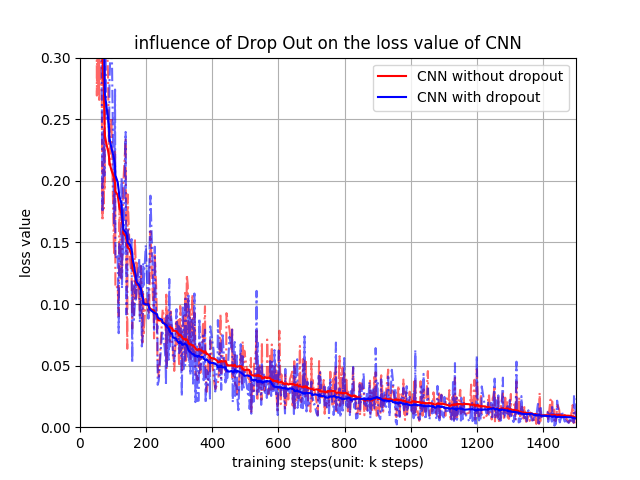 influence of Drop Out on the loss value of CNN
CNN without dropout
CNN with dropout
0.30
0.25
0.20
0.15
0.10
0.05
0.00
loss value
0 200 400 600 800 1000 1200 1400
training steps(unit: k steps)